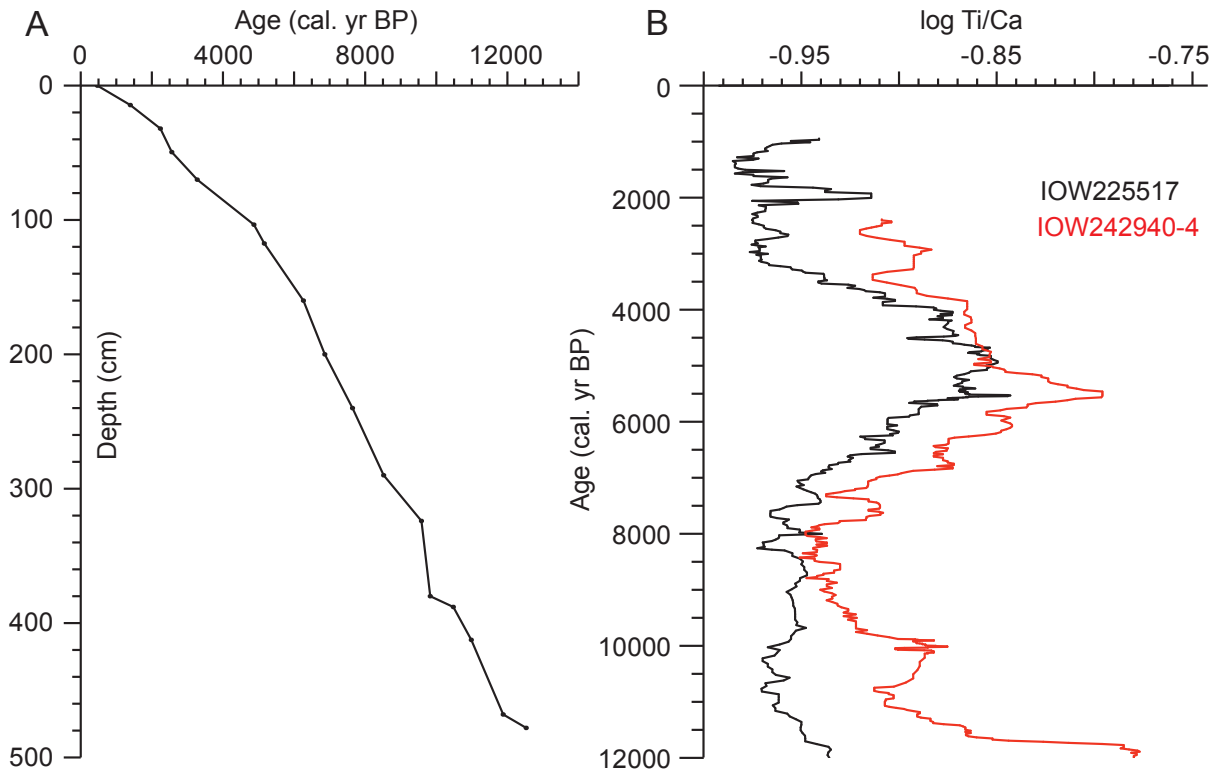 A
Age (cal. yr BP)
0 4000 8000 12000
0
100
200
300
400
500
Depth (cm)
B
log Ti/Ca
-0.95 -0.85 -0.75
0
2000
4000
6000
8000
10000
12000
Age (cal. yr BP)
IOW225517
IOW242940-4